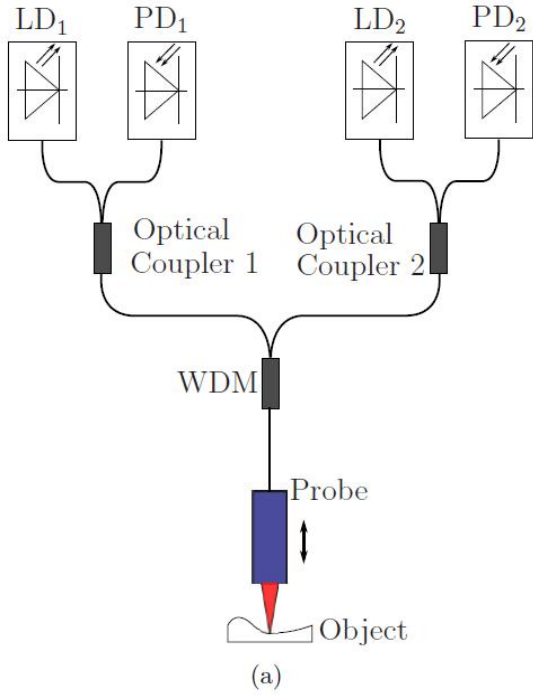 LD₁
PD₁
LD₂
PD₂
Optical
Coupler 1
Optical
Coupler 2
WDM
Probe
Object
(a)